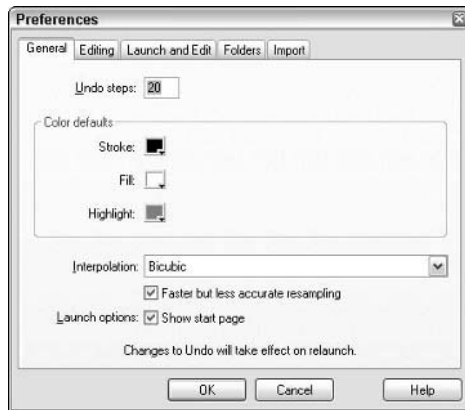 Preferences
General Editing Launch and Edit Folders Import
Undo steps: 20
Color defaults
Stroke:
Fill:
Highlight:
Interpolation: Bicubic
Faster but less accurate resampling
Launch options: Show start page
Changes to Undo will take effect on relaunch.
OK Cancel Help